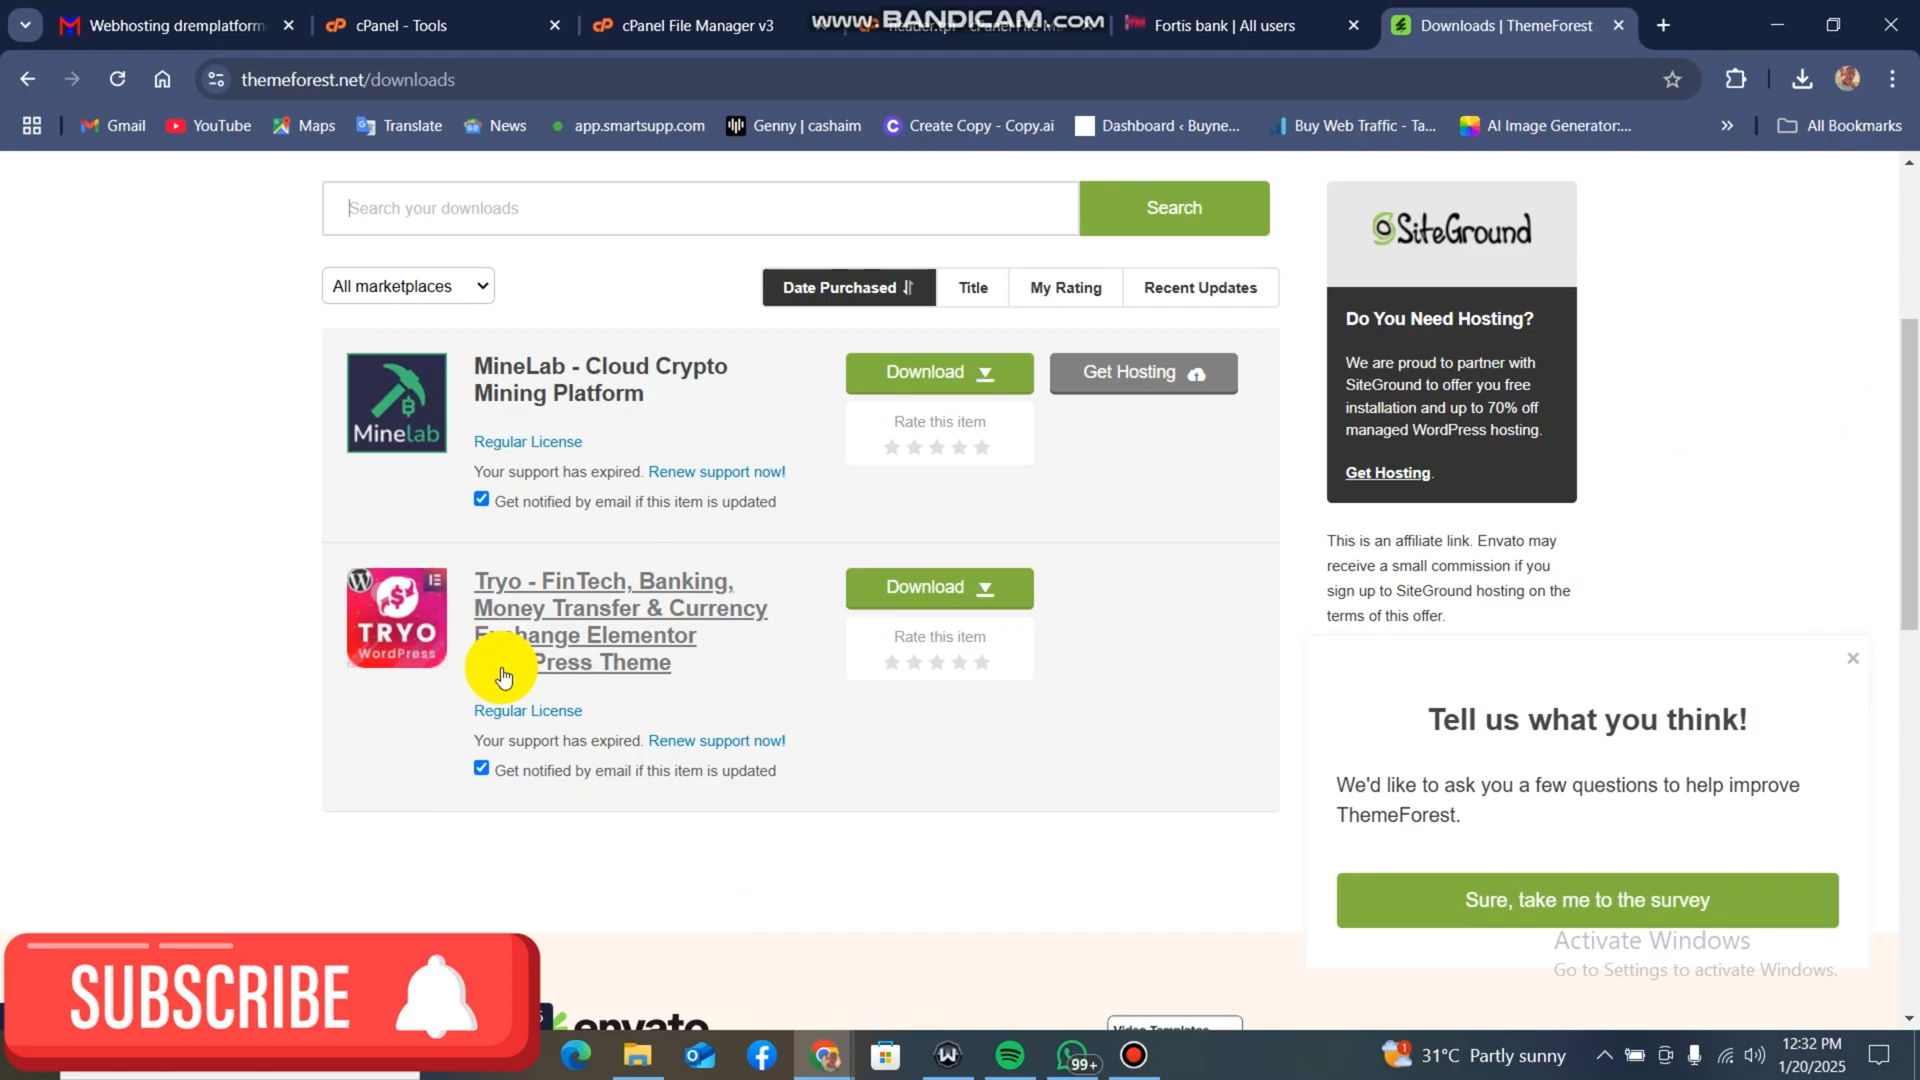 Webhosting dremplatform
cPanel - Tools
cPanel File Manager v3
WWW.BANDICAM.COM
Fortis bank | All users
Downloads | ThemeForest
themeforest.net/downloads
Gmail
YouTube
Maps
Translate
News
app.smartsupp.com
Genny | cashaim
Create Copy - Copy.ai
Dashboard ‹ Buyne...
Buy Web Traffic - Ta...
AI Image Generator:...
»
All Bookmarks
Search your downloads
Search
All marketplaces
Date Purchased
Title
My Rating
Recent Updates
Minelab
MineLab - Cloud Crypto
Mining Platform
Regular License
Your support has expired. Renew support now!
Get notified by email if this item is updated
Download
Rate this item
Get Hosting
TRYO
WordPress
Tryo - FinTech, Banking,
Money Transfer & Currency
Exchange Elementor
Press Theme
Regular License
Your support has expired. Renew support now!
Get notified by email if this item is updated
Download
Rate this item
SiteGround
Do You Need Hosting?
We are proud to partner with
SiteGround to offer you free
installation and up to 70% off
managed WordPress hosting.
Get Hosting.
This is an affiliate link. Envato may
receive a small commission if you
sign up to SiteGround hosting on the
terms of this offer.
Tell us what you think!
We'd like to ask you a few questions to help improve
ThemeForest.
Sure, take me to the survey
Activate Windows
Go to Settings to activate Windows.
SUBSCRIBE
envato
Video Templates
99+
1
31°C Partly sunny
12:32 PM
1/20/2025